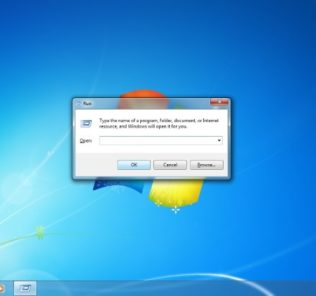 Run
Type the name of a program, folder, document, or Internet
resource, and Windows will open it for you.
Open:
OK
Cancel
Browse...